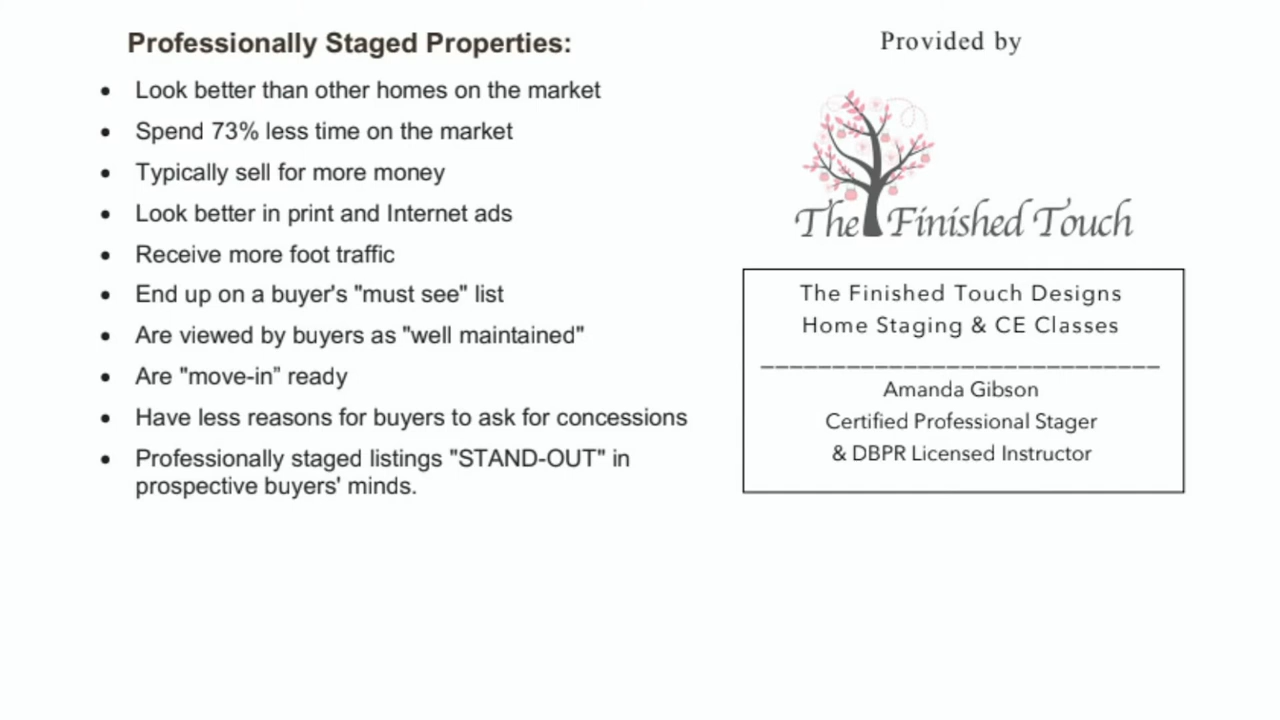 Professionally Staged Properties:
• Look better than other homes on the market
• Spend 73% less time on the market
• Typically sell for more money
• Look better in print and Internet ads
• Receive more foot traffic
• End up on a buyer's "must see" list
• Are viewed by buyers as "well maintained"
• Are "move-in” ready
• Have less reasons for buyers to ask for concessions
• Professionally staged listings "STAND-OUT" in
prospective buyers' minds.
Provided by
The Finished Touch
The Finished Touch Designs
Home Staging & CE Classes
____________________________
Amanda Gibson
Certified Professional Stager
& DBPR Licensed Instructor